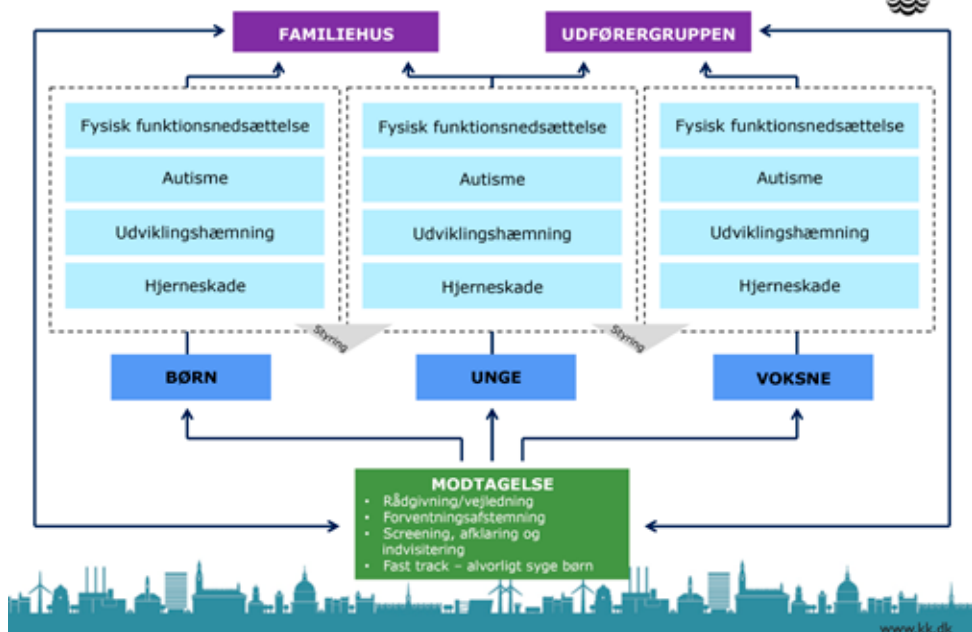 FAMILIEHUS
UDFØRERGRUPPEN
Fysisk funktionsnedsættelse
Autisme
Udviklingshæmning
Hjerneskade
Fysisk funktionsnedsættelse
Autisme
Udviklingshæmning
Hjerneskade
Fysisk funktionsnedsættelse
Autisme
Udviklingshæmning
Hjerneskade
Styring
Styring
BØRN
UNGE
VOKSNE
MODTAGELSE
• Rådgivning/vejledning
• Forventningsafstemning
• Screening, afklaring og
indvisitering
• Fast track – alvorligt syge børn
www.kk.dk